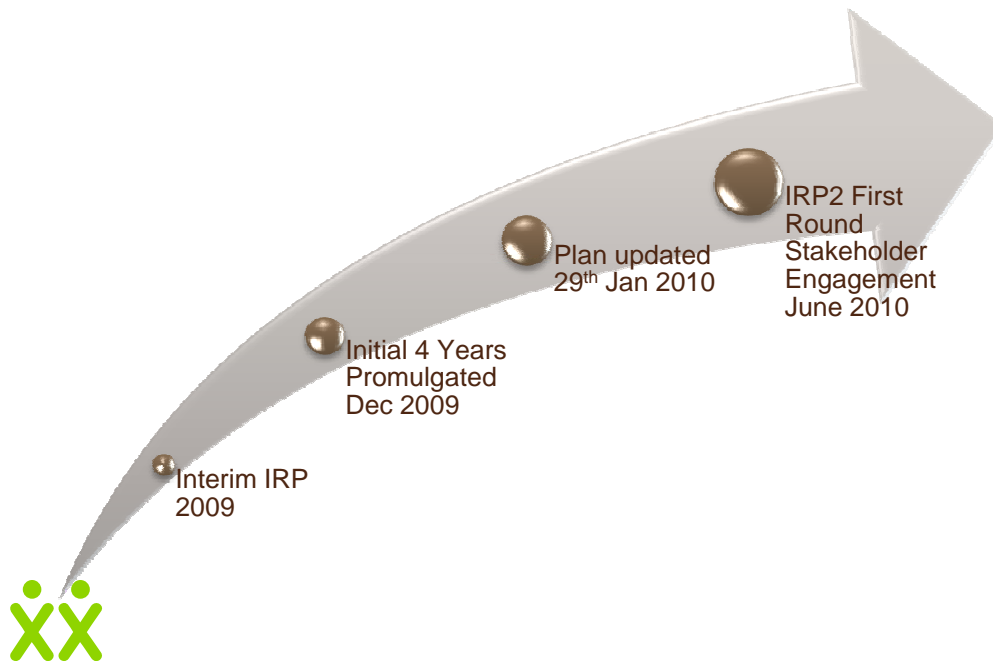 Interim IRP
2009
Initial 4 Years
Promulgated
Dec 2009
Plan updated
29th Jan 2010
IRP2 First
Round
Stakeholder
Engagement
June 2010